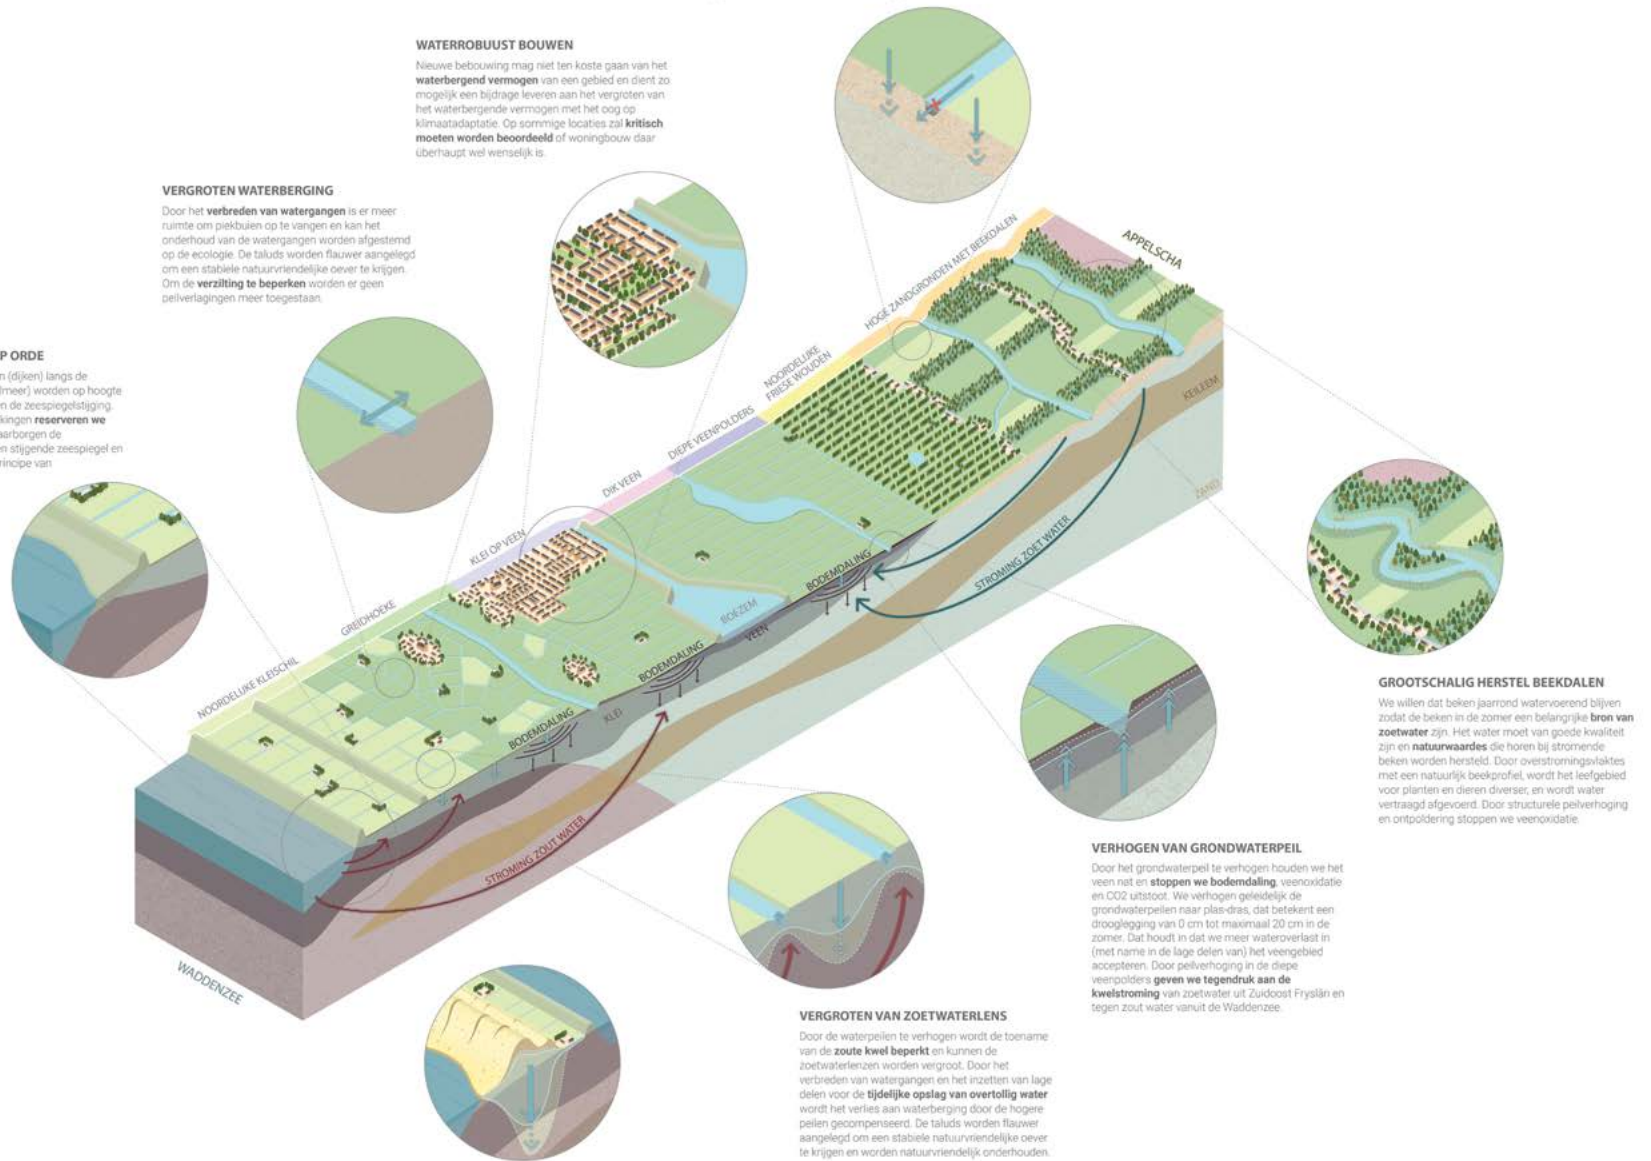 WATERROBUUST BOUWEN
Nieuwe bebouwing mag niet ten koste gaan van het
waterbergend vermogen van een gebied en dient zo
mogelijk een bijdrage leveren aan het vergroten van
het waterbergende vermogen met het oog op
klimaatadaptatie. Op sommige locaties zal kritisch
moeten worden beoordeeld of woningbouw daar
überhaupt wel wenselijk is.
VERGROTEN WATERBERGING
Door het verbreden van watergangen is er meer
ruimte om piekbuien op te vangen en kan het
onderhoud van de watergangen worden afgestemd
op de ecologie. De taluds worden flauwer aangelegd
om een stabiele natuurvriendelijke oever te krijgen.
Om de verzilting te beperken worden er geen
peilverlagingen meer toegestaan.
P ORDE
n (dijken) langs de
lmeer) worden op hoogte
en de zeespiegelstijging.
kingen reserveren we
aarborgen de
en stijgende zeespiegel en
rincipe van
APPELSCHA
HOGE ZANDGRONDEN MET BEEKDALEN
NOORDELIJKE
FRIESE WOUDEN
DIEPE VEENPOLDERS
DIK VEEN
KLEI OP VEEN
GREIDHOEKE
NOORDELIJKE KLEISCHIL
KEILEEM
ZAND
STROMING ZOET WATER
BODEMDALING
BOEZEM
VEEN
BODEMDALING
KLEI
BODEMDALING
STROMING ZOUT WATER
WADDENZEE
GROOTSCHALIG HERSTEL BEEKDALEN
We willen dat beken jaarrond watervoerend blijven
zodat de beken in de zomer een belangrijke bron van
zoetwater zijn. Het water moet van goede kwaliteit
zijn en natuurwaardes die horen bij stromende
beken worden hersteld. Door overstromingsvlaktes
met een natuurlijk beekprofiel, wordt het leefgebied
voor planten en dieren diverser, en wordt water
vertraagd afgevoerd. Door structurele peilverhoging
en ontpoldering stoppen we veenoxidatie.
VERHOGEN VAN GRONDWATERPEIL
Door het grondwaterpeil te verhogen houden we het
veen nat en stoppen we bodemdaling, veenoxidatie
en CO2 uitstoot. We verhogen geleidelijk de
grondwaterpeilen naar plas-dras, dat betekent een
drooglegging van 0 cm tot maximaal 20 cm in de
zomer. Dat houdt in dat we meer wateroverlast in
(met name in de lage delen van) het veengebied
accepteren. Door peilverhoging in de diepe
veenpolders geven we tegendruk aan de
kwelstroming van zoetwater uit Zuidoost Fryslân en
tegen zout water vanuit de Waddenzee.
VERGROTEN VAN ZOETWATERLENS
Door de waterpeilen te verhogen wordt de toename
van de zoute kwel beperkt en kunnen de
zoetwaterlenzen worden vergroot. Door het
verbreden van watergangen en het inzetten van lage
delen voor de tijdelijke opslag van overtollig water
wordt het verlies aan waterberging door de hogere
peilen gecompenseerd. De taluds worden flauwer
aangelegd om een stabiele natuurvriendelijke oever
te krijgen en worden natuurvriendelijk onderhouden.